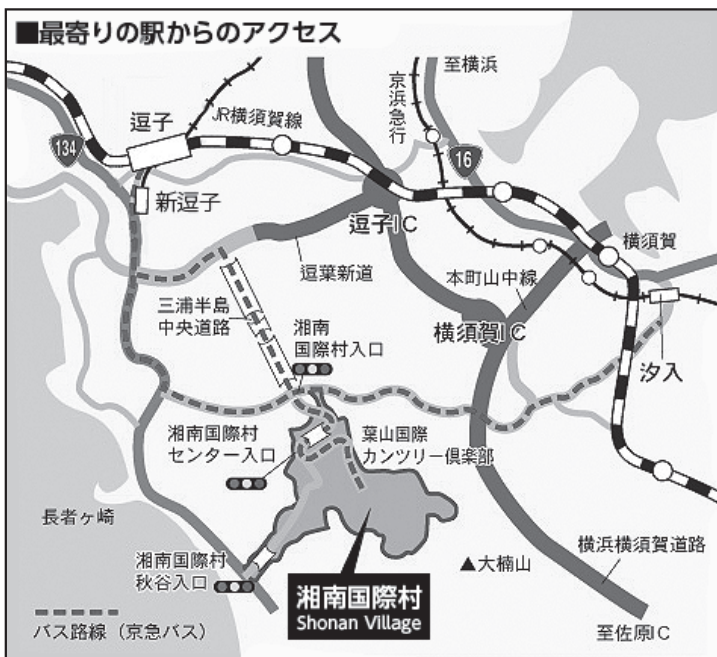 ■最寄りの駅からのアクセス
至横浜
京浜急行
JR横須賀線
逗子
134
16
新逗子
逗子IC
横須賀
逗葉新道
本町山中線
三浦半島
中央道路
湘南
国際村入口
横須賀IC
汐入
湘南国際村
センター入口
葉山国際
カンツリー倶楽部
長者ヶ崎
湘南国際村
秋谷入口
横浜横須賀道路
▲大楠山
湘南国際村
Shonan Village
バス路線（京急バス）
至佐原IC